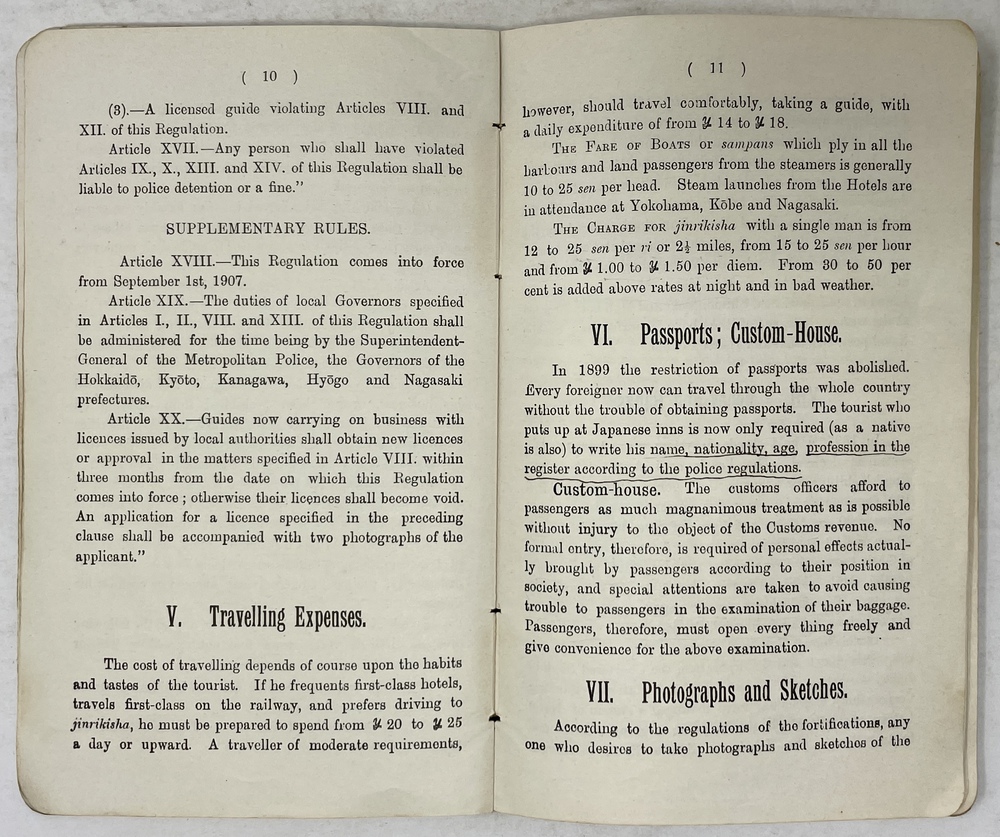 ( 10 )
(3).—A licensed guide violating Articles VIII. and
XII. of this Regulation.
Article XVII.—Any person who shall have violated
Articles IX., X., XIII. and XIV. of this Regulation shall be
liable to police detention or a fine.”
SUPPLEMENTARY RULES.
Article XVIII.—This Regulation comes into force
from September 1st, 1907.
Article XIX.—The duties of local Governors specified
in Articles I., II., VIII. and XIII. of this Regulation shall
be administered for the time being by the Superintendent-
General of the Metropolitan Police, the Governors of the
Hokkaidō, Kyōto, Kanagawa, Hyōgo and Nagasaki
prefectures.
Article XX.—Guides now carrying on business with
licences issued by local authorities shall obtain new licences
or approval in the matters specified in Article VIII. within
three months from the date on which this Regulation
comes into force ; otherwise their licences shall become void.
An application for a licence specified in the preceding
clause shall be accompanied with two photographs of the
applicant.”
V. Travelling Expenses.
The cost of travelling depends of course upon the habits
and tastes of the tourist. If he frequents first-class hotels,
travels first-class on the railway, and prefers driving to
jinrikisha, he must be prepared to spend from ¥ 20 to ¥ 25
a day or upward. A traveller of moderate requirements,
( 11 )
however, should travel comfortably, taking a guide, with
a daily expenditure of from ¥ 14 to ¥ 18.
THE FARE OF BOATS or sampans which ply in all the
harbours and land passengers from the steamers is generally
10 to 25 sen per head. Steam launches from the Hotels are
in attendance at Yokohama, Kōbe and Nagasaki.
THE CHARGE FOR jinrikisha with a single man is from
12 to 25 sen per ri or 2½ miles, from 15 to 25 sen per hour
and from ¥ 1.00 to ¥ 1.50 per diem. From 30 to 50 per
cent is added above rates at night and in bad weather.
VI. Passports ; Custom-House.
In 1899 the restriction of passports was abolished.
Every foreigner now can travel through the whole country
without the trouble of obtaining passports. The tourist who
puts up at Japanese inns is now only required (as a native
is also) to write his name, nationality, age, profession in the
register according to the police regulations.
Custom-house. The customs officers afford to
passengers as much magnanimous treatment as is possible
without injury to the object of the Customs revenue. No
formal entry, therefore, is required of personal effects actual-
ly brought by passengers according to their position in
society, and special attentions are taken to avoid causing
trouble to passengers in the examination of their baggage.
Passengers, therefore, must open every thing freely and
give convenience for the above examination.
VII. Photographs and Sketches.
According to the regulations of the fortifications, any
one who desires to take photographs and sketches of the